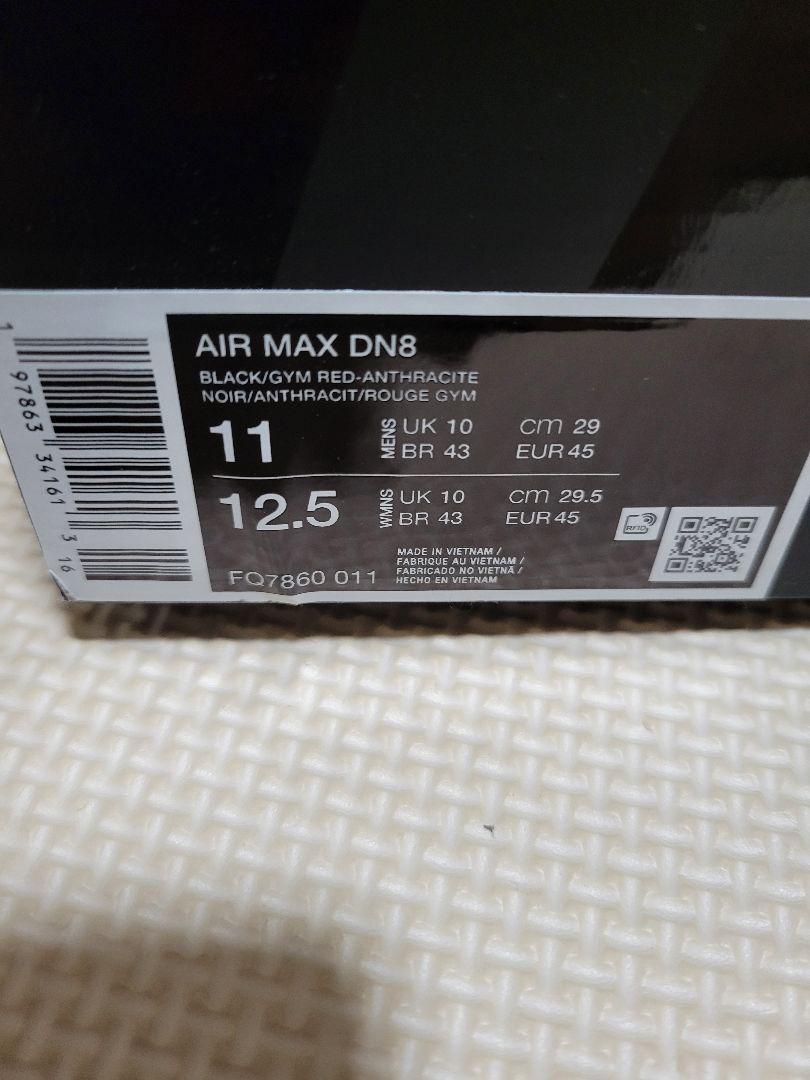 AIR MAX DN8
BLACK/GYM RED-ANTHRACITE
NOIR/ANTHRACIT/ROUGE GYM
11 MENS UK 10 cm 29
BR 43 EUR 45
12.5 WMNS UK 10 cm 29.5
BR 43 EUR 45
FQ7860 011
MADE IN VIETNAM /
FABRIQUE AU VIETNAM /
FABRICADO NO VIETNÃ /
HECHO EN VIETNAM
RFID
1 97863 34161 3 16